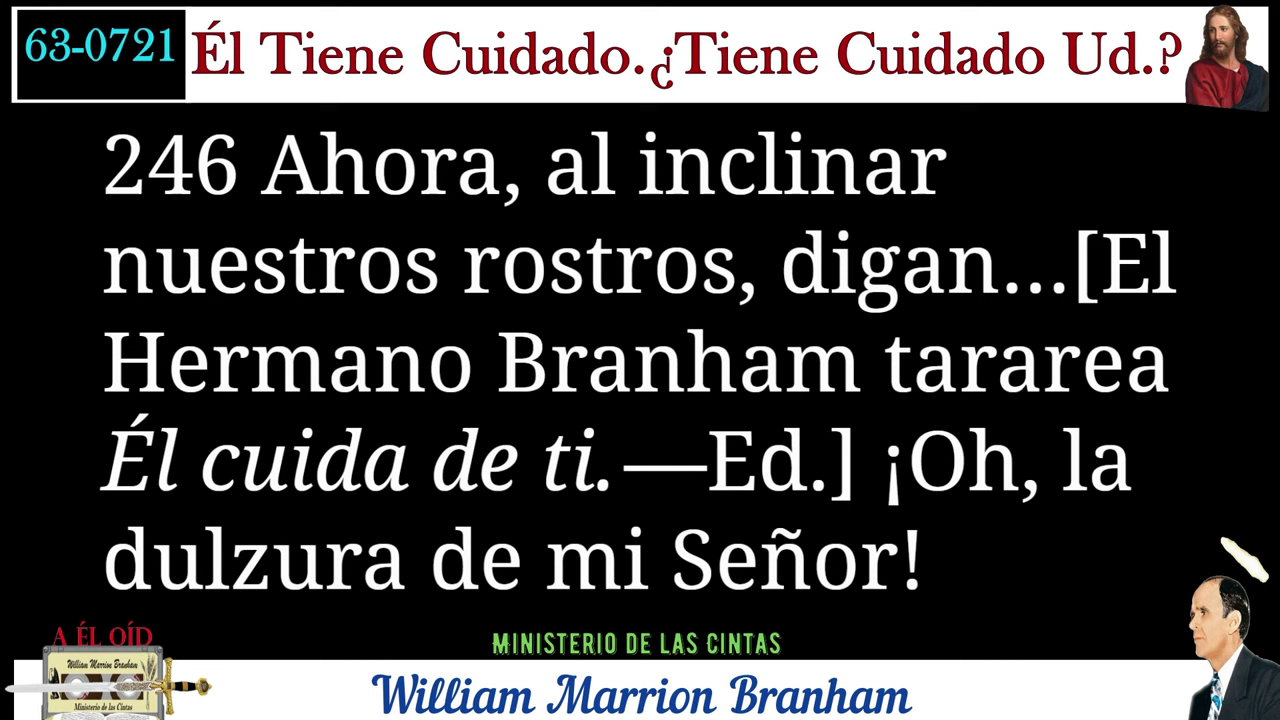 63-0721 Él Tiene Cuidado.¿Tiene Cuidado Ud.?
246 Ahora, al inclinar
nuestros rostros, digan...[El
Hermano Branham tararea
Él cuida de ti.—Ed.] ¡Oh, la
dulzura de mi Señor!
A ÉL OÍD
William Marrion Branham
Ministerio de las Cintas
MINISTERIO DE LAS CINTAS
William Marrion Branham